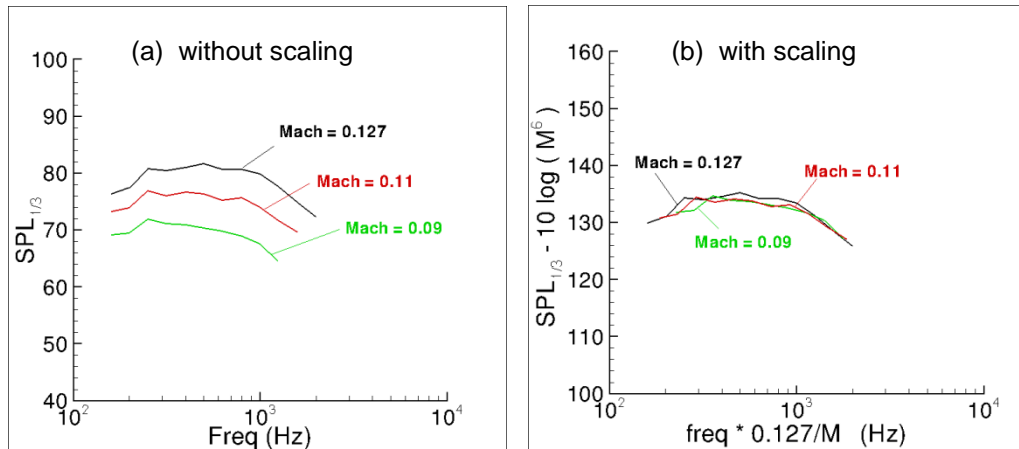 (a) without scaling
100
90
80
70
60
50
40
SPL1/3
Mach = 0.127
Mach = 0.11
Mach = 0.09
10² 10³ 10⁴
Freq (Hz)
(b) with scaling
160
150
140
130
120
110
100
SPL1/3 - 10 log ( M⁶ )
Mach = 0.127
Mach = 0.11
Mach = 0.09
10² 10³ 10⁴
freq * 0.127/M (Hz)